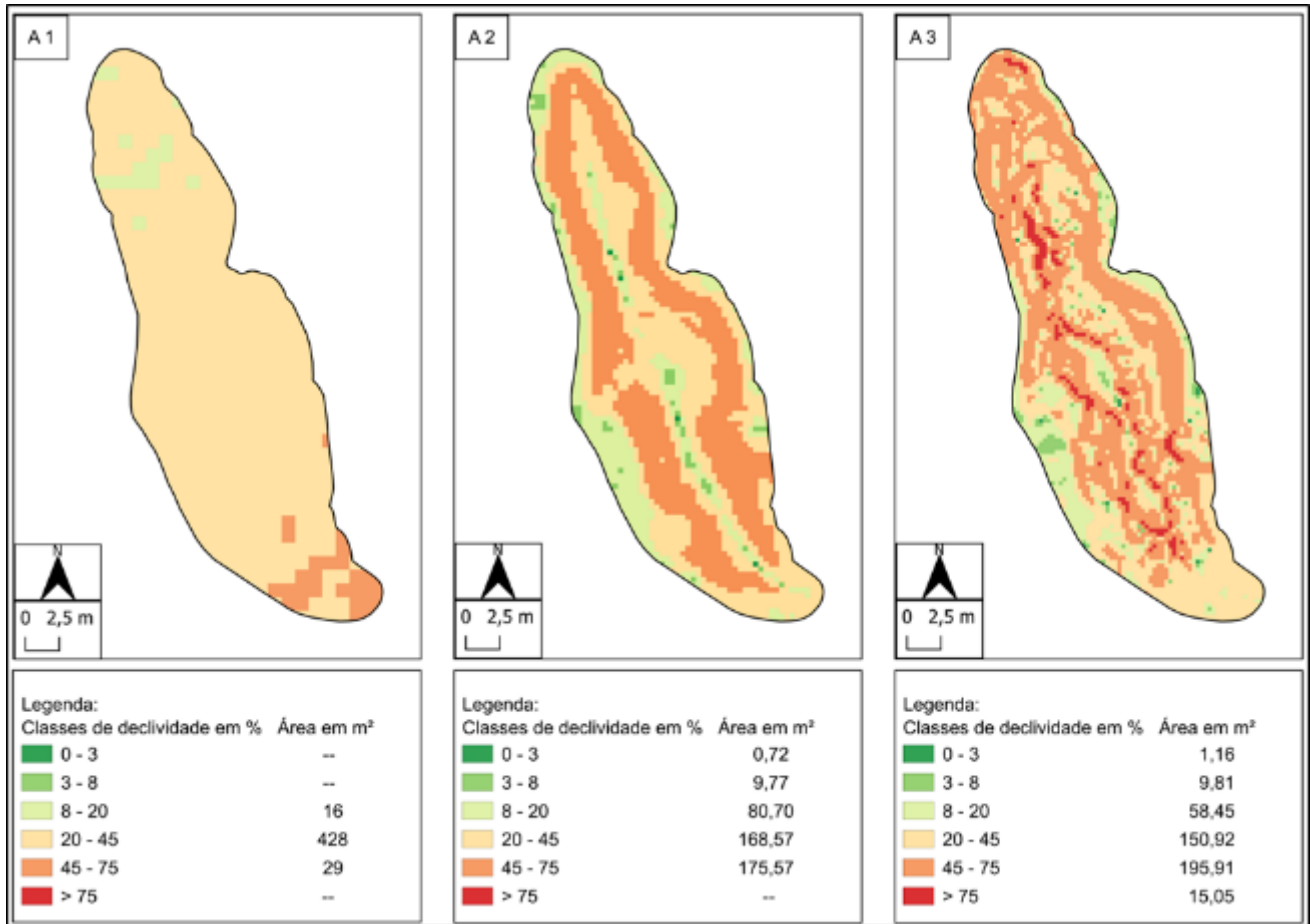 A 1
N
0 2,5 m
Legenda:
Classes de declividade em % Área em m²
0 - 3 --
3 - 8 --
8 - 20 16
20 - 45 428
45 - 75 29
> 75 --
A 2
N
0 2,5 m
Legenda:
Classes de declividade em % Área em m²
0 - 3 0,72
3 - 8 9,77
8 - 20 80,70
20 - 45 168,57
45 - 75 175,57
> 75 --
A 3
N
0 2,5 m
Legenda:
Classes de declividade em % Área em m²
0 - 3 1,16
3 - 8 9,81
8 - 20 58,45
20 - 45 150,92
45 - 75 195,91
> 75 15,05